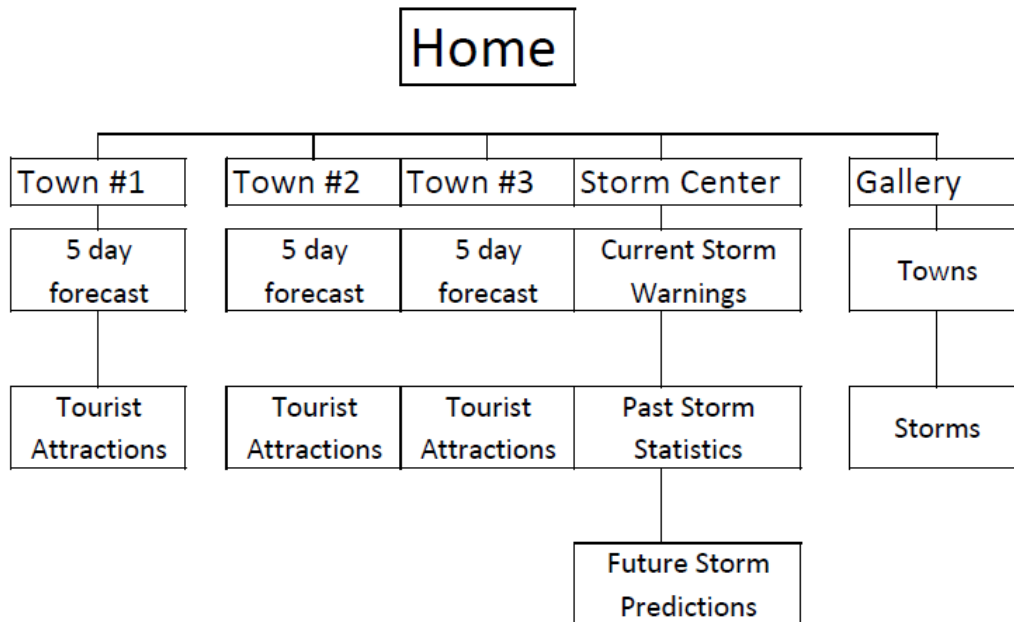 Home
Town #1
Town #2
Town #3
Storm Center
Gallery
5 day
forecast
5 day
forecast
5 day
forecast
Current Storm
Warnings
Towns
Tourist
Attractions
Tourist
Attractions
Tourist
Attractions
Past Storm
Statistics
Storms
Future Storm
Predictions